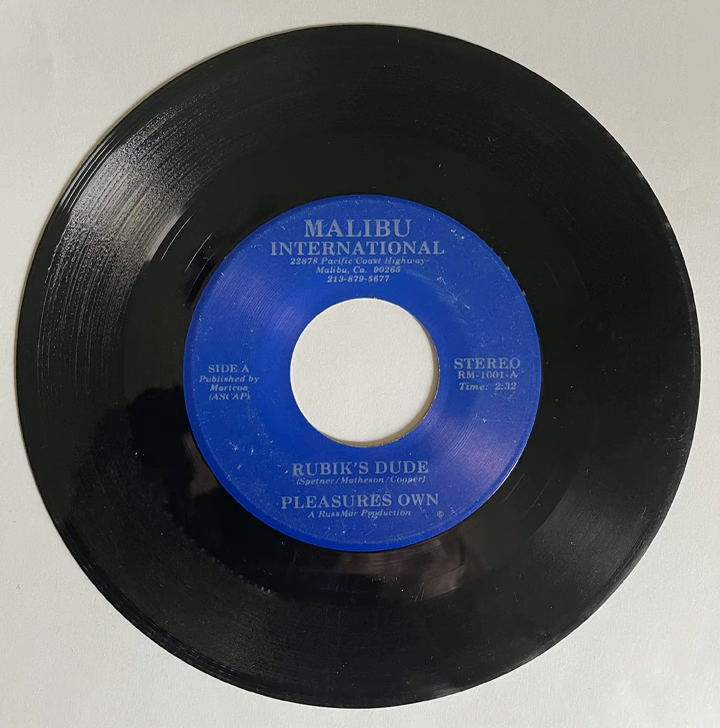 MALIBU
INTERNATIONAL
22878 Pacific Coast Highway
Malibu, Ca. 90265
213-879-5677
SIDE A
Published by
Martcoa
(ASCAP)
STEREO
RM-1001-A
Time: 2:32
RUBIK'S DUDE
(Spetner/Matheson/Cooper)
PLEASURES OWN
A RussMar Production ©